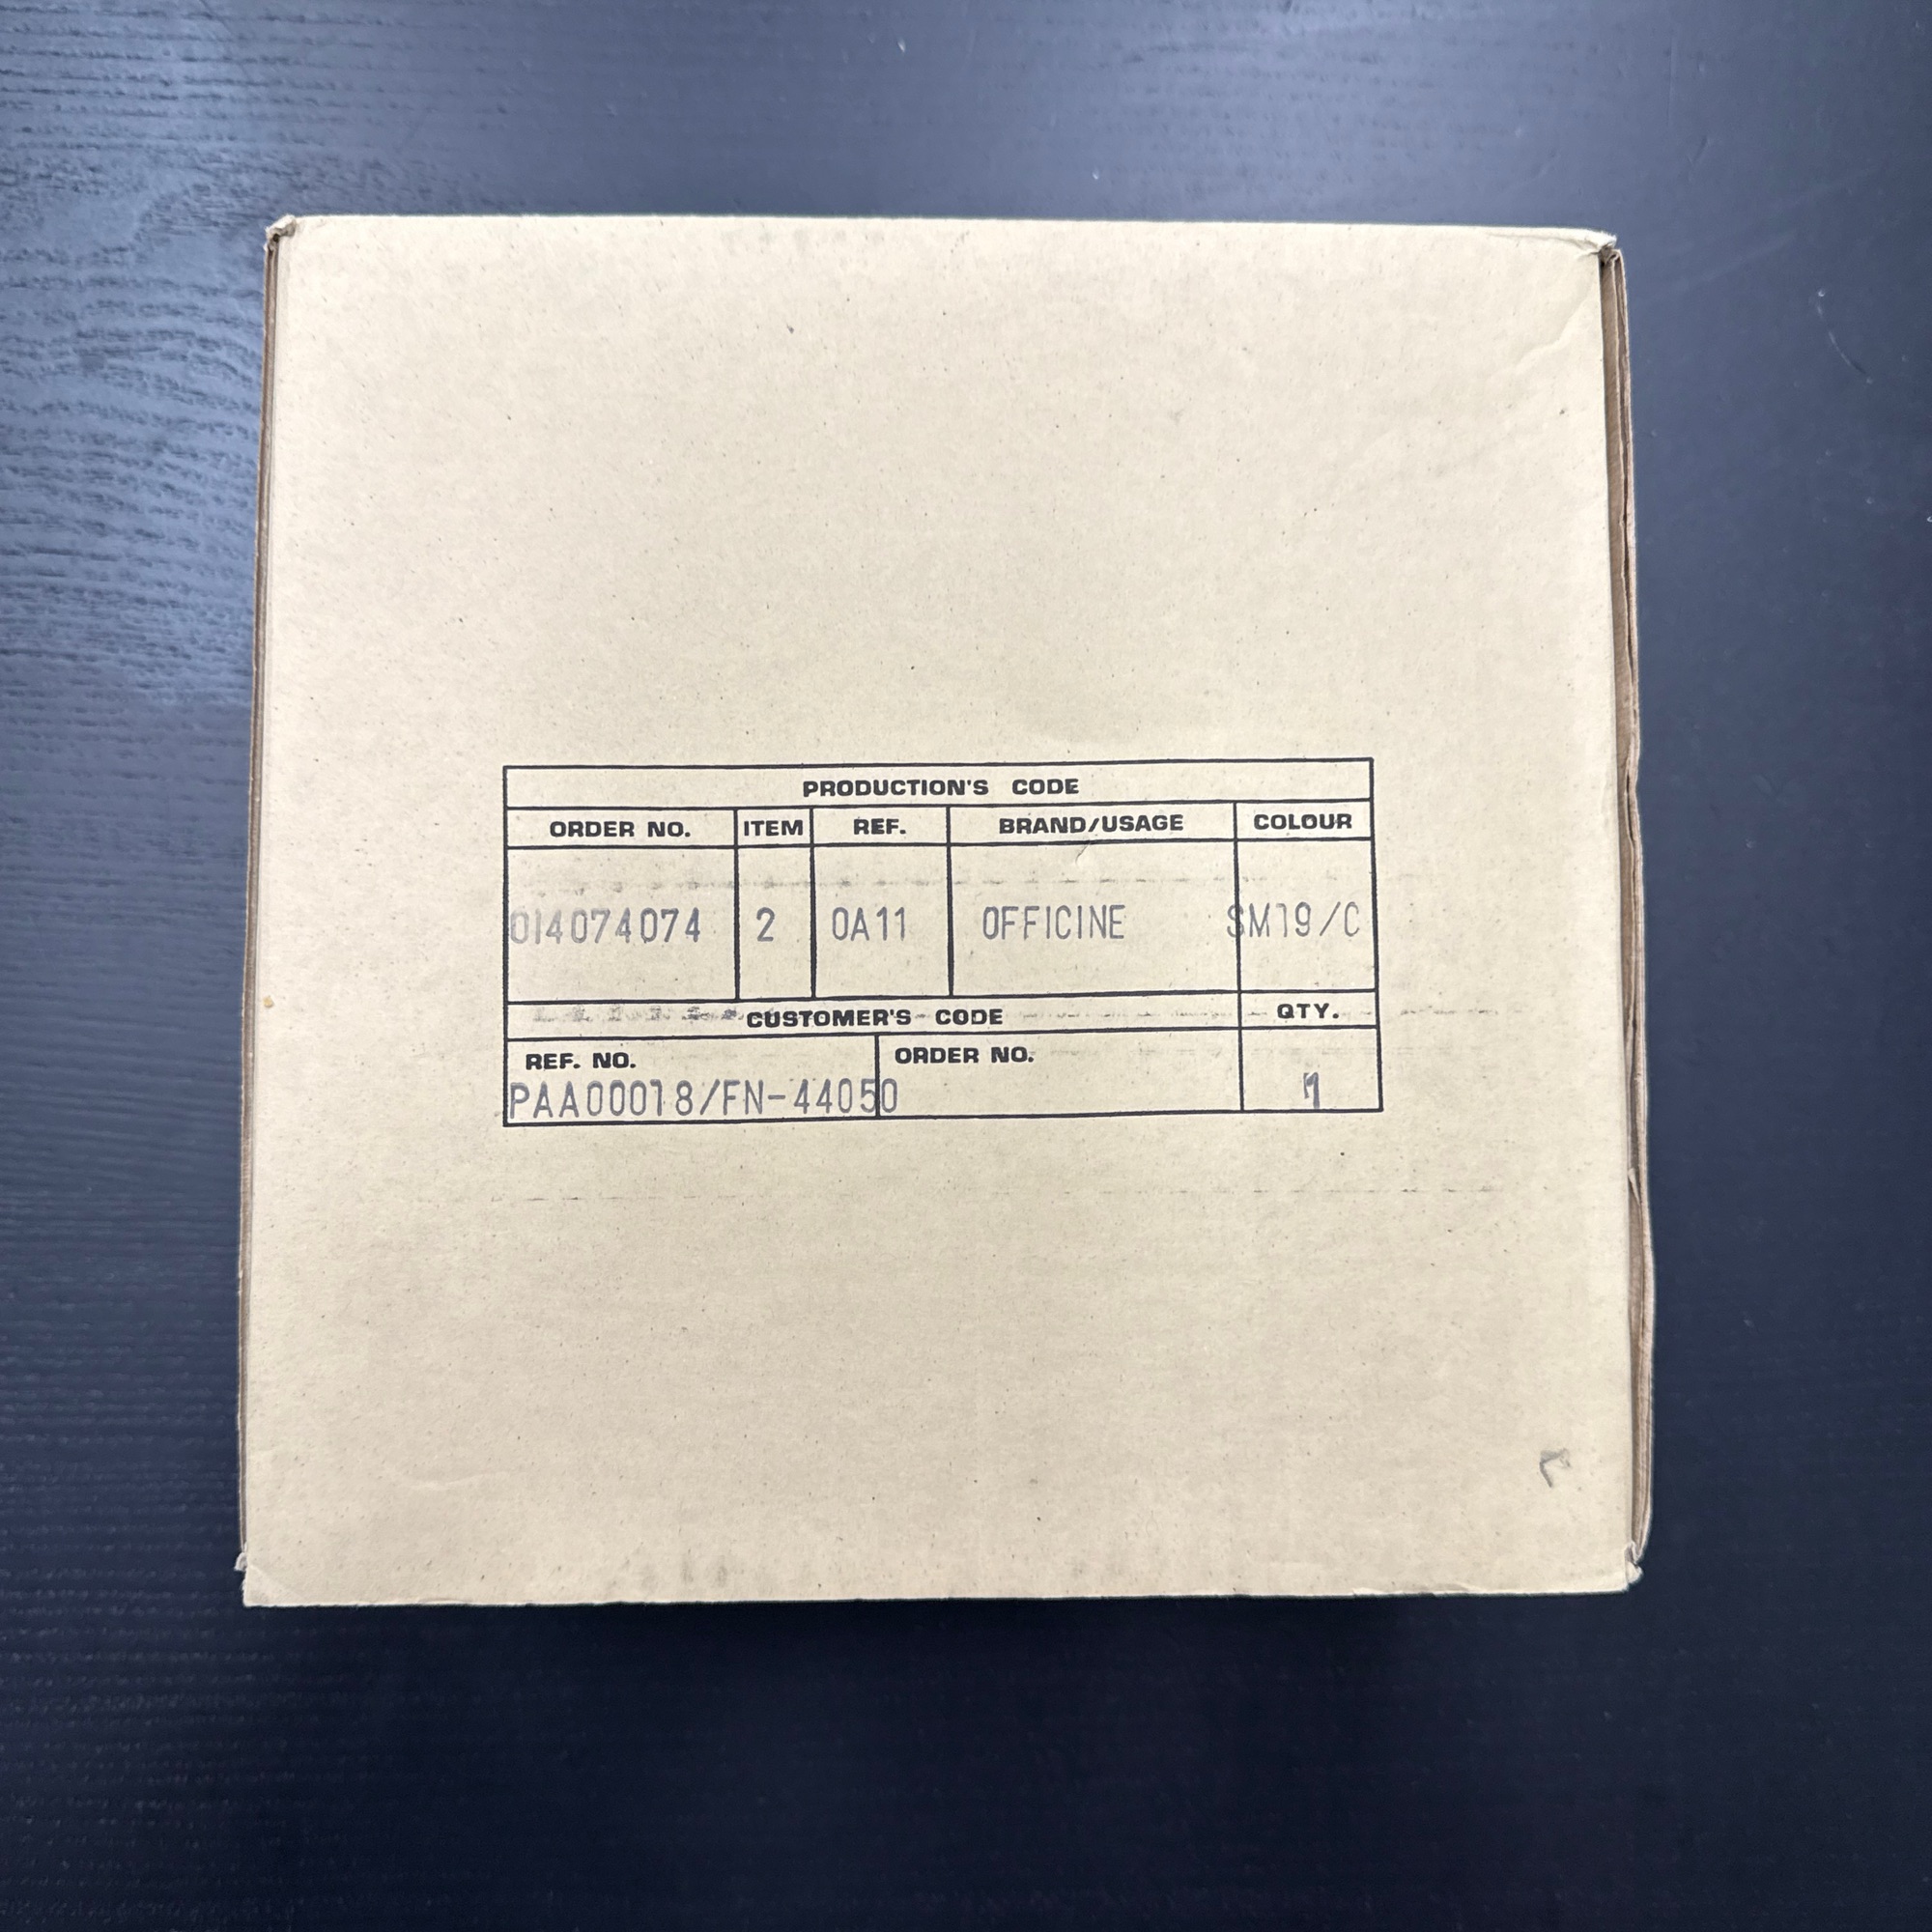 PRODUCTION'S CODE
ORDER NO. ITEM REF. BRAND/USAGE COLOUR
014074074 2 0A11 OFFICINE SM19/C
CUSTOMER'S CODE QTY.
REF. NO. ORDER NO.
PAA00018/FN-44050